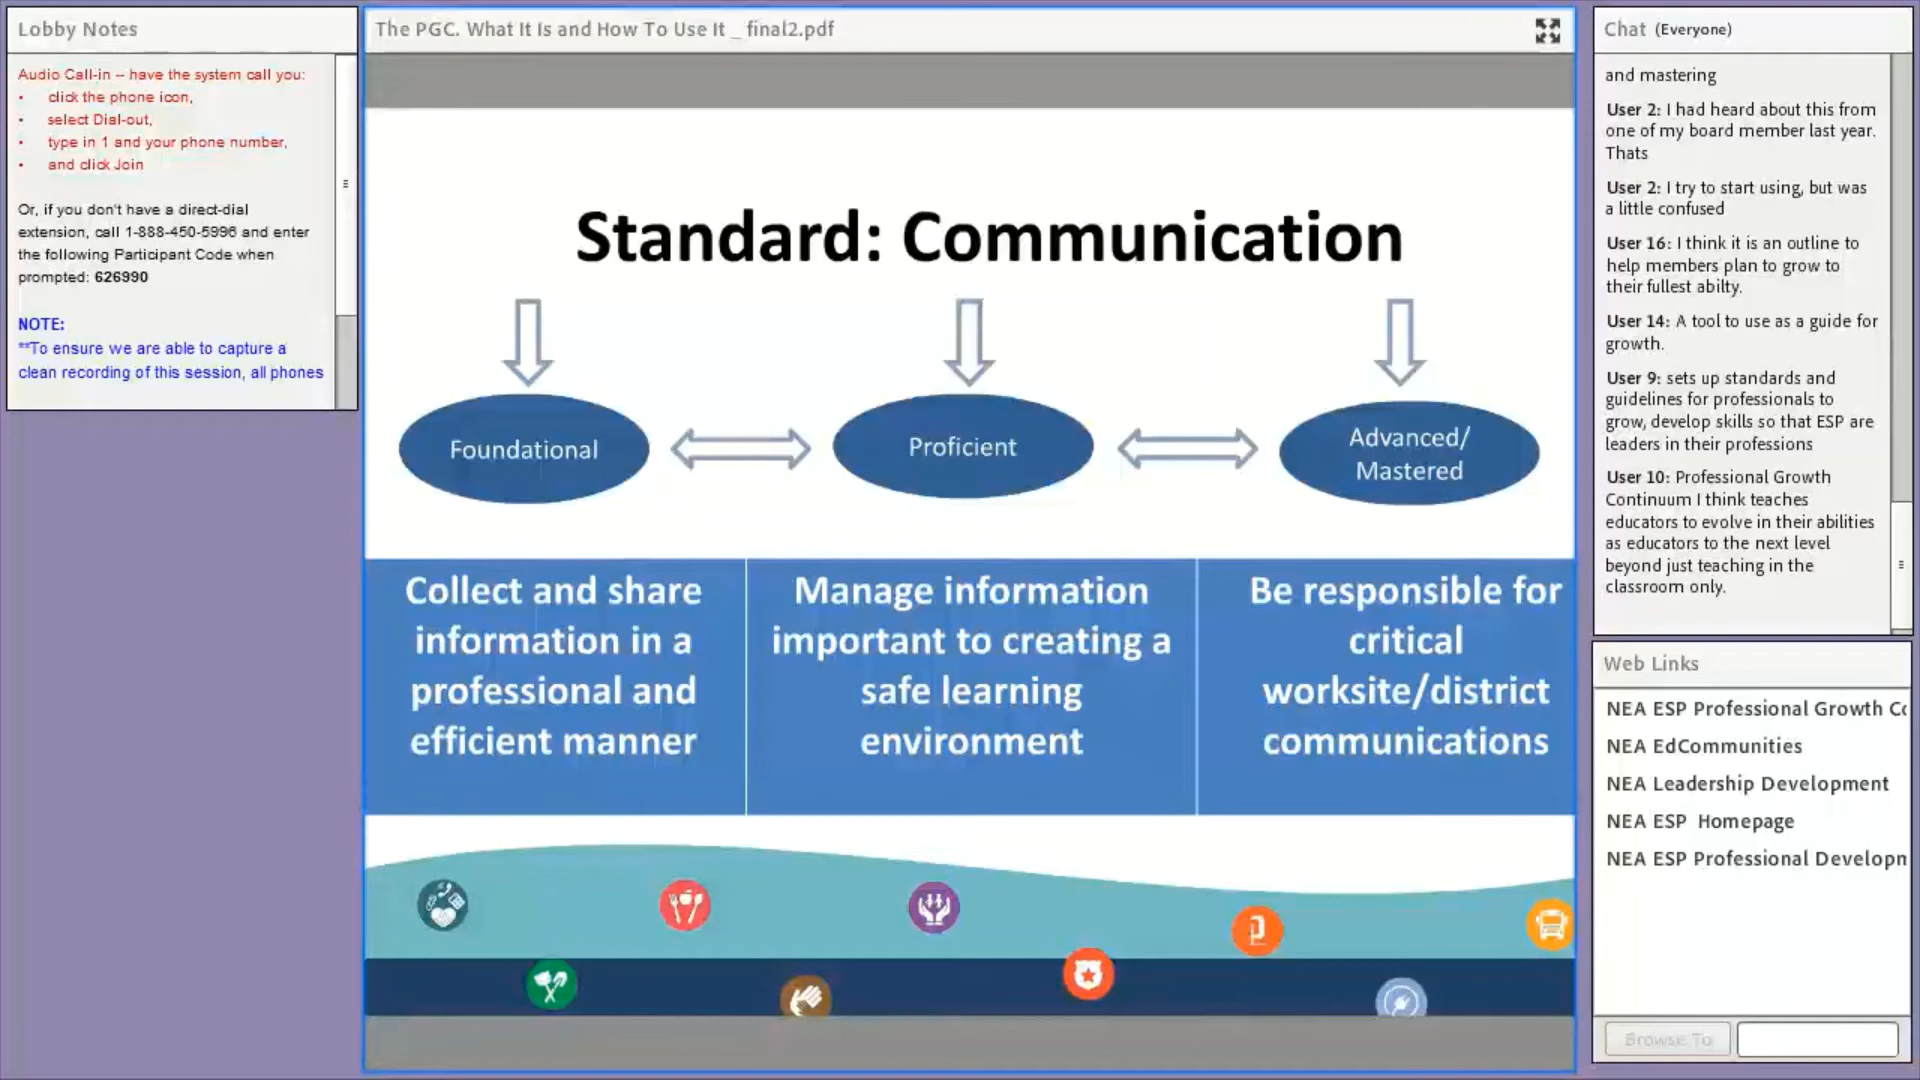 Lobby Notes
Audio Call-in -- have the system call you:
• click the phone icon,
• select Dial-out,
• type in 1 and your phone number,
• and click Join
Or, if you don't have a direct-dial
extension, call 1-888-450-5996 and enter
the following Participant Code when
prompted: 626990
NOTE:
**To ensure we are able to capture a
clean recording of this session, all phones
The PGC. What It Is and How To Use It _ final2.pdf
Standard: Communication
Foundational
Proficient
Advanced/
Mastered
Collect and share
information in a
professional and
efficient manner
Manage information
important to creating a
safe learning
environment
Be responsible for
critical
worksite/district
communications
Chat (Everyone)
and mastering
User 2: I had heard about this from
one of my board member last year.
Thats
User 2: I try to start using, but was
a little confused
User 16: I think it is an outline to
help members plan to grow to
their fullest abilty.
User 14: A tool to use as a guide for
growth.
User 9: sets up standards and
guidelines for professionals to
grow, develop skills so that ESP are
leaders in their professions
User 10: Professional Growth
Continuum I think teaches
educators to evolve in their abilities
as educators to the next level
beyond just teaching in the
classroom only.
Web Links
NEA ESP Professional Growth Co
NEA EdCommunities
NEA Leadership Development
NEA ESP Homepage
NEA ESP Professional Developm
Browse To